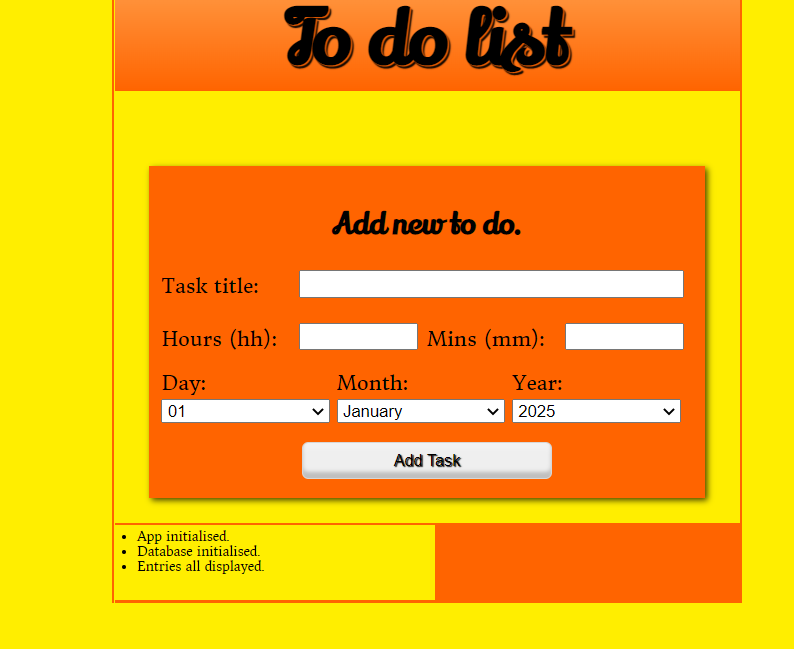 To do list
Add new to do.
Task title:
Hours (hh): Mins (mm):
Day: Month: Year:
01 January 2025
Add Task
App initialised.
Database initialised.
Entries all displayed.